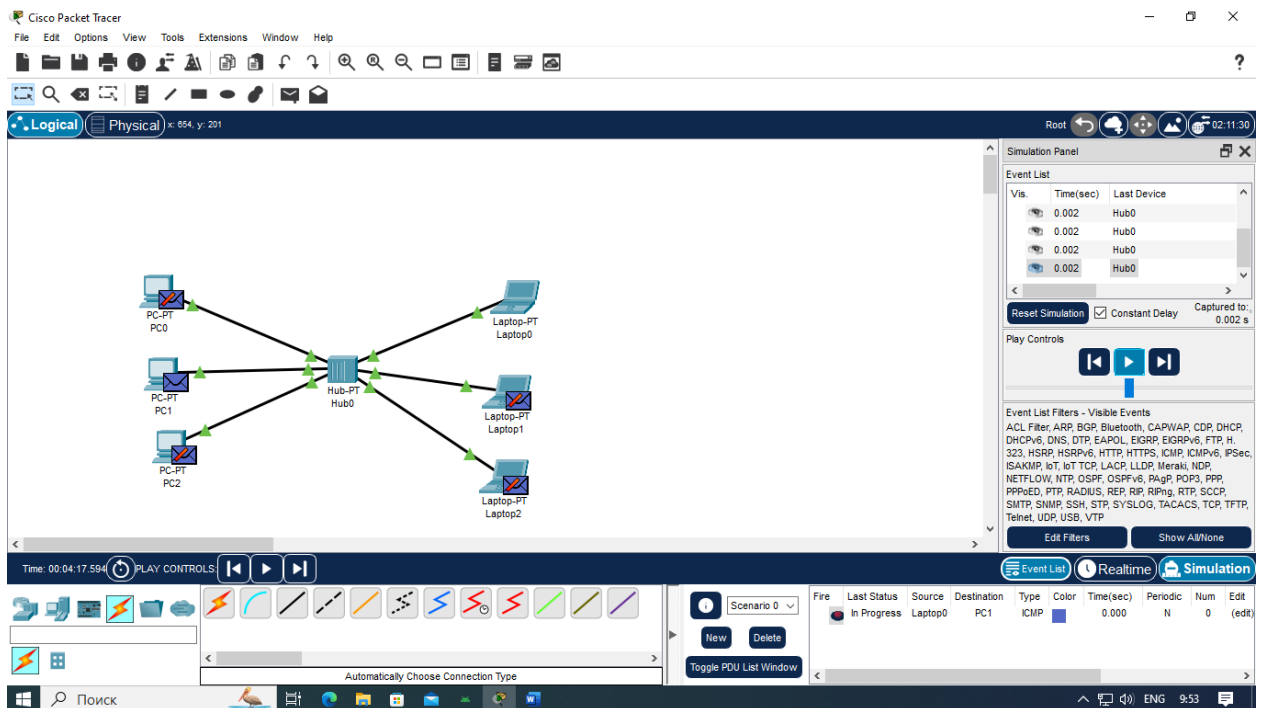 Cisco Packet Tracer
File Edit Options View Tools Extensions Window Help
?
Logical Physical x: 654, y: 201
Root 02:11:30
Simulation Panel
Event List
Vis. Time(sec) Last Device
0.002 Hub0
0.002 Hub0
0.002 Hub0
0.002 Hub0
Reset Simulation Constant Delay Captured to:
0.002 s
Play Controls
Event List Filters - Visible Events
ACL Filter, ARP, BGP, Bluetooth, CAPWAP, CDP, DHCP,
DHCPv6, DNS, DTP, EAPOL, EIGRP, EIGRPv6, FTP, H.
323, HSRP, HSRPv6, HTTP, HTTPS, ICMP, ICMPv6, IPSec,
ISAKMP, IoT, IoT TCP, LACP, LLDP, Meraki, NDP,
NETFLOW, NTP, OSPF, OSPFv6, PAgP, POP3, PPP,
PPPoED, PTP, RADIUS, REP, RIP, RIPng, RTP, SCCP,
SMTP, SNMP, SSH, STP, SYSLOG, TACACS, TCP, TFTP,
Telnet, UDP, USB, VTP
Edit Filters Show All/None
PC-PT
PC0
PC-PT
PC1
PC-PT
PC2
Hub-PT
Hub0
Laptop-PT
Laptop0
Laptop-PT
Laptop1
Laptop-PT
Laptop2
Time: 00:04:17.594 PLAY CONTROLS:
Event List Realtime Simulation
Scenario 0
New Delete
Toggle PDU List Window
Fire Last Status Source Destination Type Color Time(sec) Periodic Num Edit
In Progress Laptop0 PC1 ICMP 0.000 N 0 (edit)
Automatically Choose Connection Type
Поиск
ENG 9:53